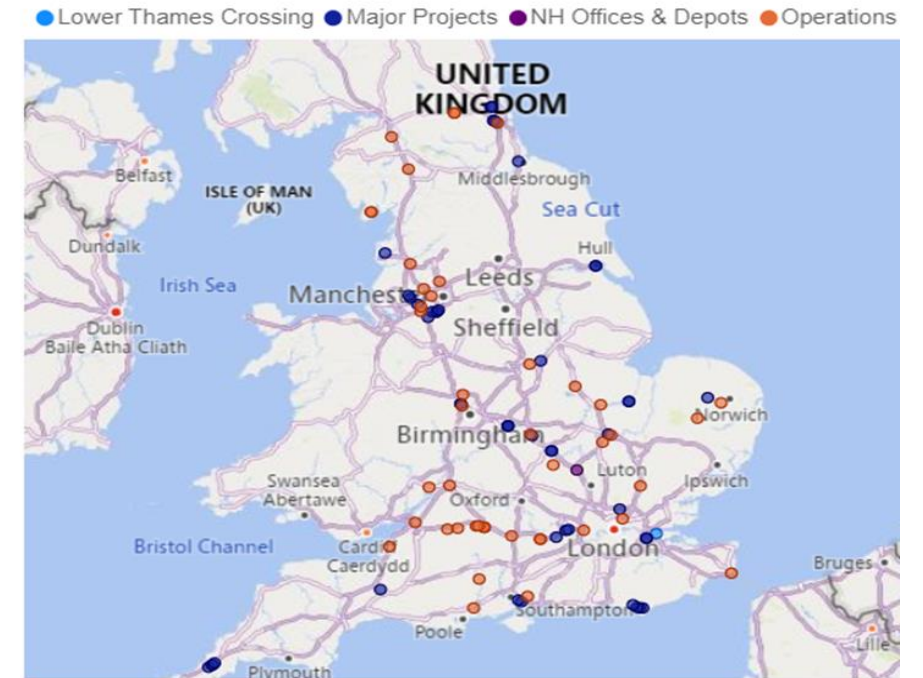 Lower Thames Crossing Major Projects NH Offices & Depots Operations
UNITED
KINGDOM
Belfast
Middlesbrough
ISLE OF MAN
(UK)
Sea Cut
Dundalk
Hull
Leeds
Irish Sea
Manchest
Dublin
Baile Atha Cliath
Sheffield
Norwich
Birmingham
Luton
Ipswich
Swansea
Abertawe
Oxford
Bristol Channel
Cardif
Caerdydd
London
Bruges
Southampton
Poole
Lille
Plymouth